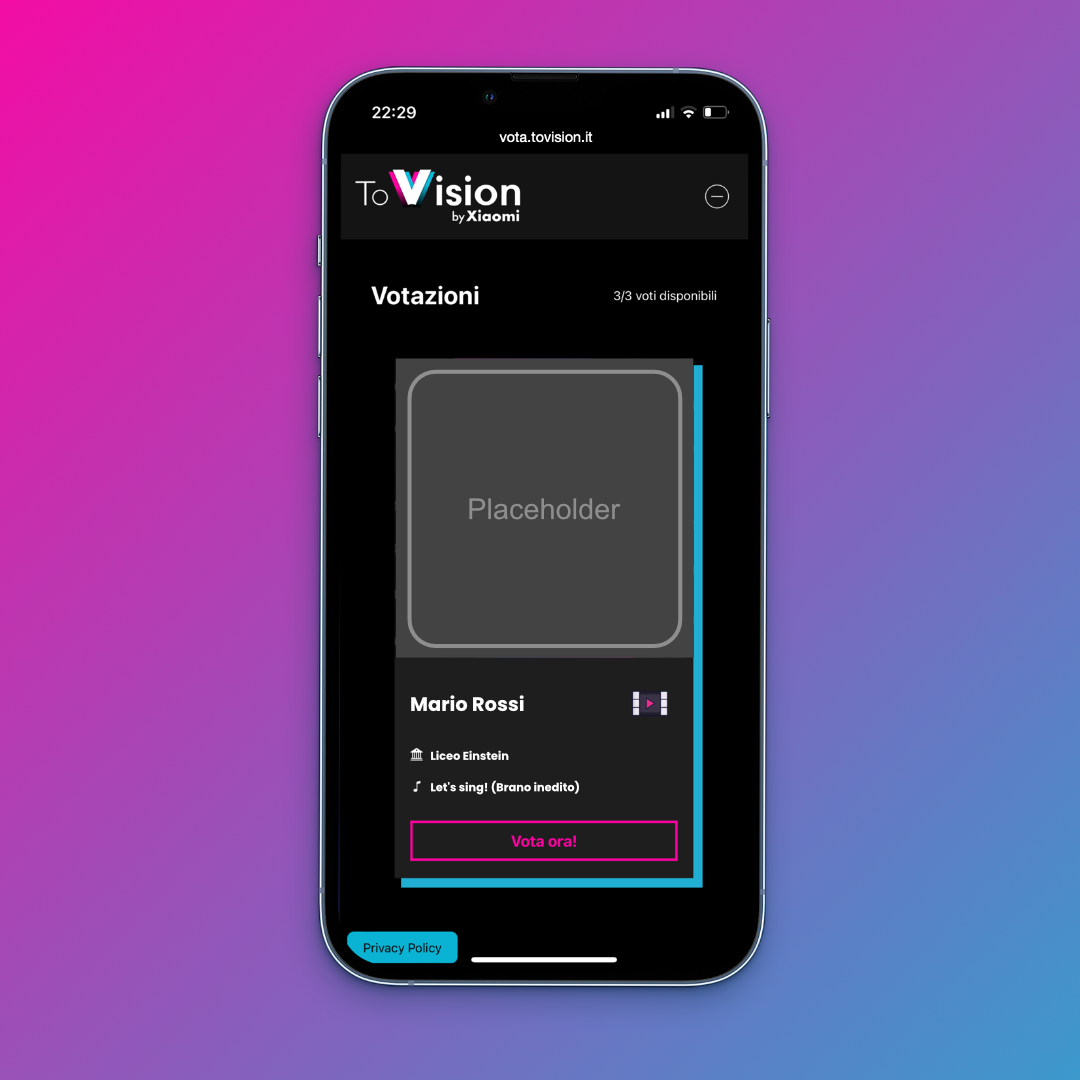 22:29
vota.tovision.it
ToVision
by Xiaomi
Votazioni
3/3 voti disponibili
Placeholder
Mario Rossi
Liceo Einstein
Let's sing! (Brano inedito)
Vota ora!
Privacy Policy